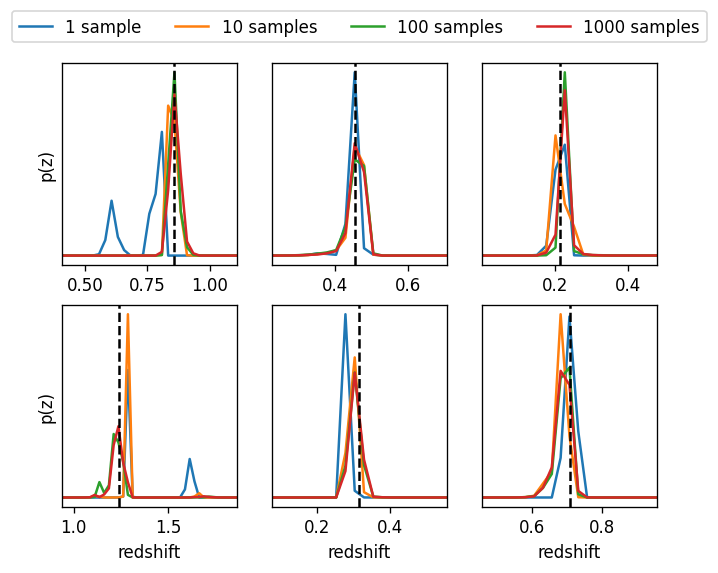 1 sample 10 samples 100 samples 1000 samples
p(z)
0.50 0.75 1.00 0.4 0.6 0.2 0.4
p(z)
1.0 1.5 0.2 0.4 0.6 0.8
redshift redshift redshift